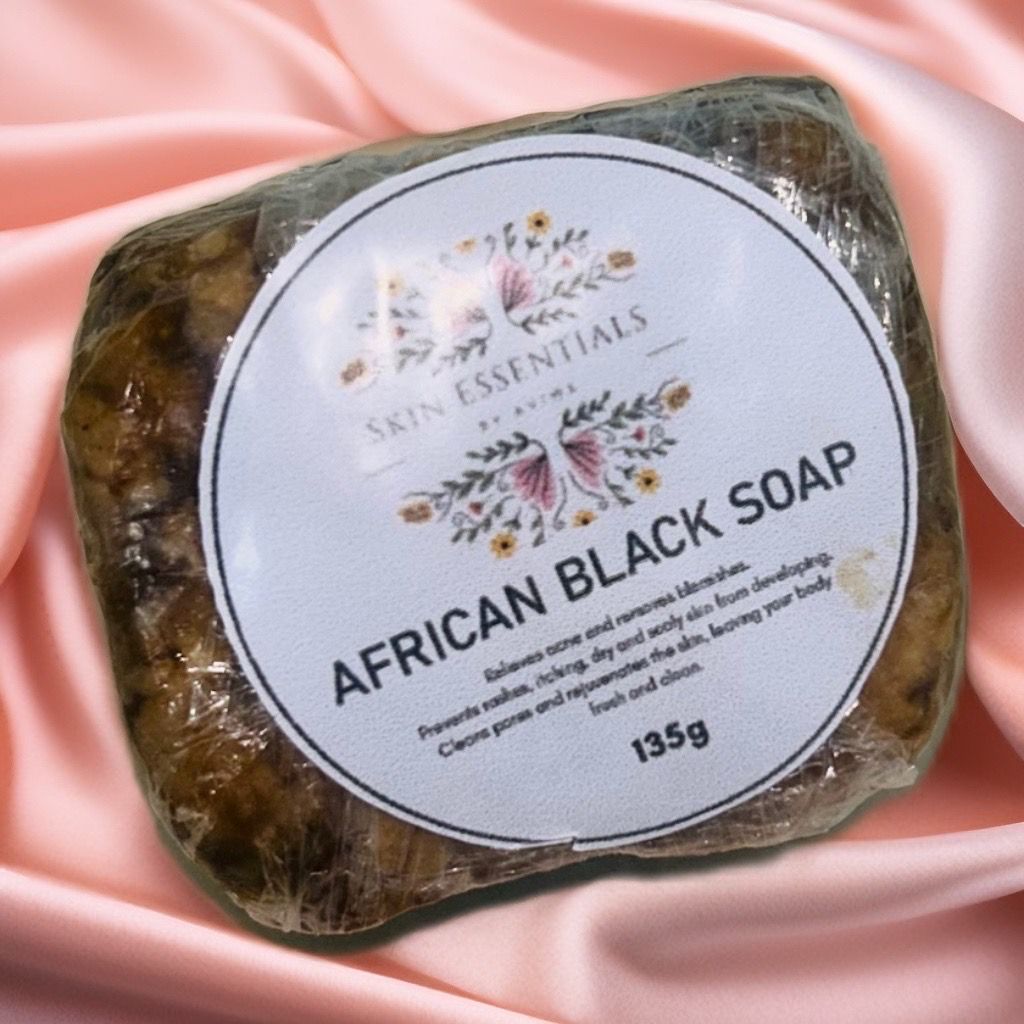 SKIN ESSENTIALS
BY
AFRICAN BLACK SOAP
Relieves acne and removes blemishes.
Prevents rashes, itching, dry and scaly skin from developing.
Cleans pores and rejuvenates the skin, leaving your body
fresh and clean.
135g